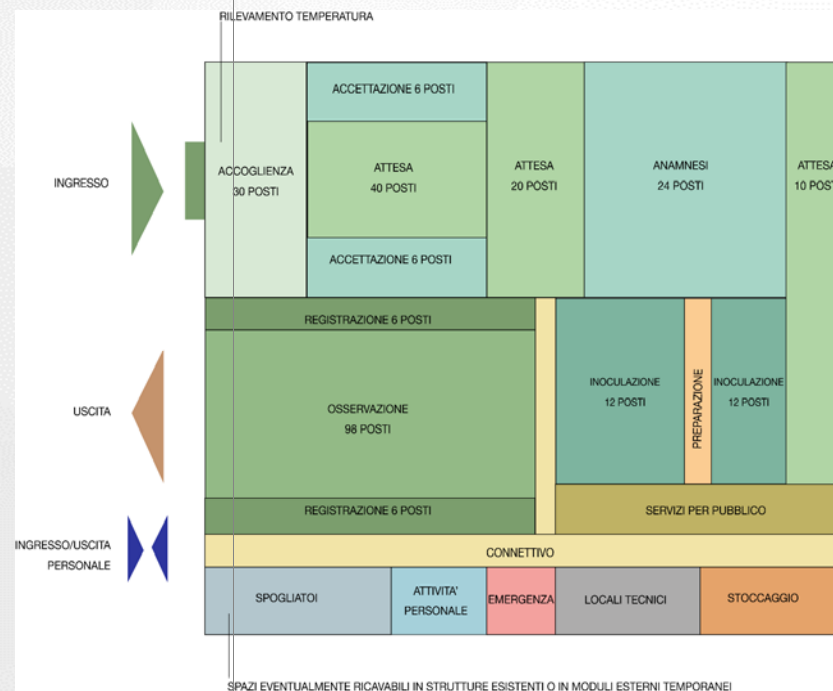 RILEVAMENTO TEMPERATURA
ACCETTAZIONE 6 POSTI
INGRESSO
ACCOGLIENZA
30 POSTI
ATTESA
40 POSTI
ATTESA
20 POSTI
ANAMNESI
24 POSTI
ATTESA
10 POST
ACCETTAZIONE 6 POSTI
REGISTRAZIONE 6 POSTI
USCITA
OSSERVAZIONE
98 POSTI
INOCULAZIONE
12 POSTI
PREPARAZIONE
INOCULAZIONE
12 POSTI
REGISTRAZIONE 6 POSTI
SERVIZI PER PUBBLICO
INGRESSO/USCITA
PERSONALE
CONNETTIVO
SPOGLIATOI
ATTIVITA'
PERSONALE
EMERGENZA
LOCALI TECNICI
STOCCAGGIO
SPAZI EVENTUALMENTE RICAVABILI IN STRUTTURE ESISTENTI O IN MODULI ESTERNI TEMPORANEI